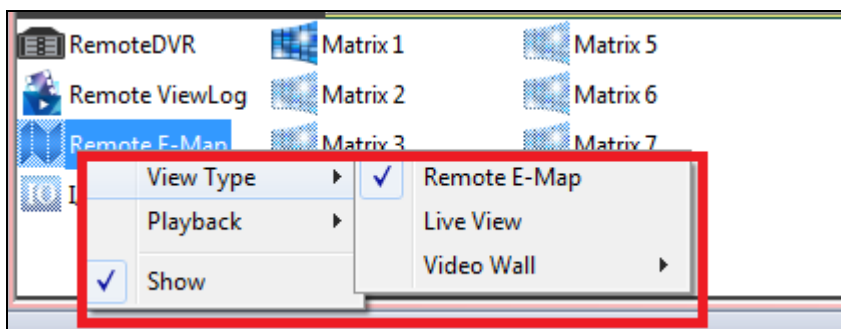 RemoteDVR Matrix 1 Matrix 5
Remote ViewLog Matrix 2 Matrix 6
Remote E-Map Matrix 3 Matrix 7
View Type Remote E-Map
Playback Live View
Video Wall
Show